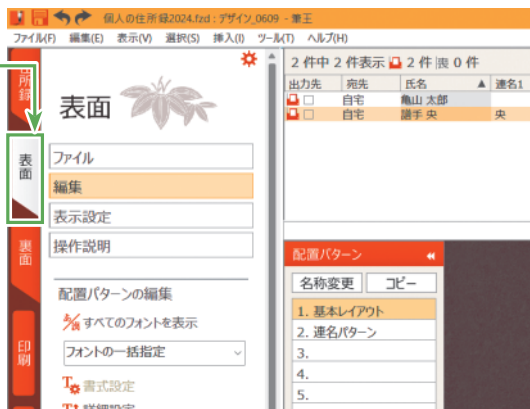 個人の住所録2024.fzd : デザイン_0609 - 筆王
ファイル(F) 編集(E) 表示(V) 選択(S) 挿入(I) ツール(T) ヘルプ(H)
住所録
表面
裏面
印刷
表面
ファイル
編集
表示設定
操作説明
配置パターンの編集
すべてのフォントを表示
フォントの一括指定
書式設定
詳細設定
2 件中 2 件表示 2 件 喪 0 件
出力先 宛先 氏名 連名1
自宅 亀山 太郎
自宅 謎手 央 央
配置パターン
名称変更 コピー
1. 基本レイアウト
2. 連名パターン
3.
4.
5.